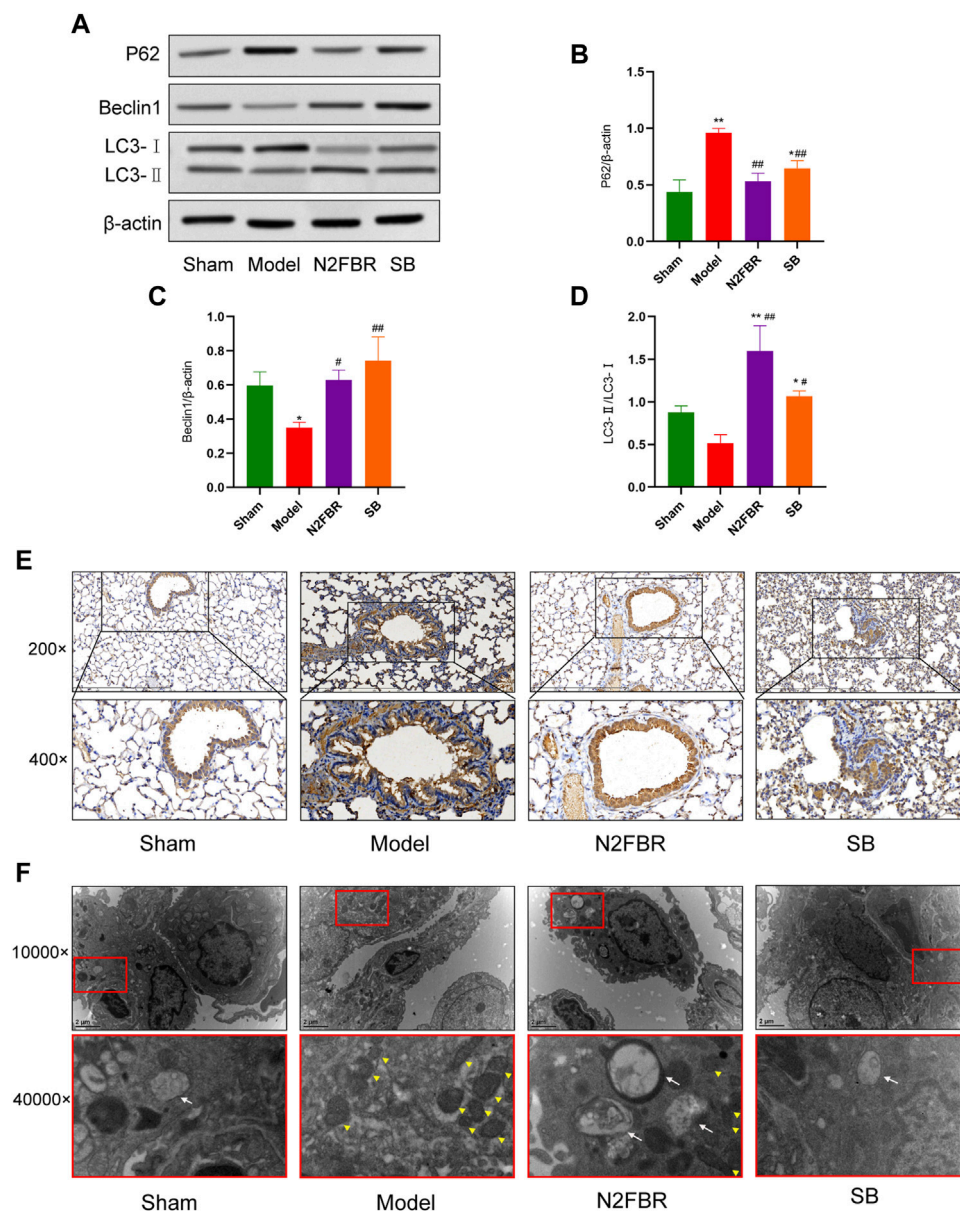 A
P62
Beclin1
LC3- Ⅰ
LC3- Ⅱ
β-actin
Sham Model N2FBR SB
B
P62/β-actin
1.5
1.0
0.5
0.0
**
##
*##
Sham Model N2FBR SB
C
Beclin1/β-actin
1.0
0.8
0.6
0.4
0.2
0.0
*
#
##
Sham Model N2FBR SB
D
LC3-Ⅱ/LC3-Ⅰ
2.0
1.5
1.0
0.5
0.0
** ##
* #
Sham Model N2FBR SB
E
200×
400×
Sham Model N2FBR SB
F
10000×
2 μm 2 μm 2 μm 2 μm
40000×
Sham Model N2FBR SB